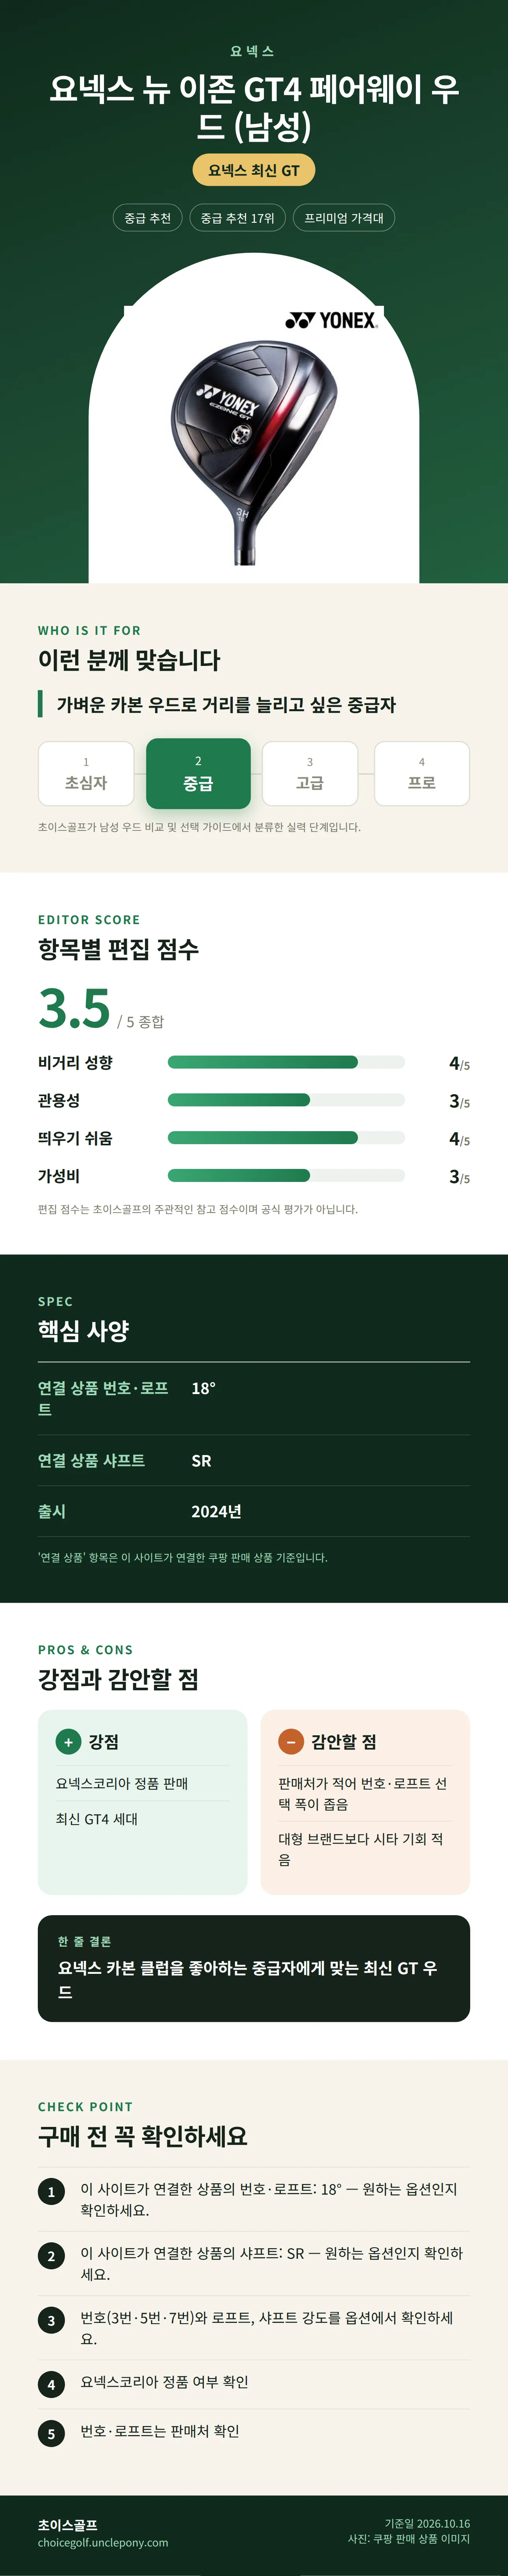 요넥스
요넥스 뉴 이존 GT4 페어웨이 우
드 (남성)
요넥스 최신 GT
중급 추천
중급 추천 17위
프리미엄 가격대
YONEX
YONEX
EZONE GT
3H
18
WHO IS IT FOR
이런 분께 맞습니다
가벼운 카본 우드로 거리를 늘리고 싶은 중급자
1
초심자
2
중급
3
고급
4
프로
초이스골프가 남성 우드 비교 및 선택 가이드에서 분류한 실력 단계입니다.
EDITOR SCORE
항목별 편집 점수
3.5 / 5 종합
비거리 성향 4/5
관용성 3/5
띄우기 쉬움 4/5
가성비 3/5
편집 점수는 초이스골프의 주관적인 참고 점수이며 공식 평가가 아닙니다.
SPEC
핵심 사양
연결 상품 번호·로프
트
18°
연결 상품 샤프트 SR
출시 2024년
'연결 상품' 항목은 이 사이트가 연결한 쿠팡 판매 상품 기준입니다.
PROS & CONS
강점과 감안할 점
+ 강점
요넥스코리아 정품 판매
최신 GT4 세대
− 감안할 점
판매처가 적어 번호·로프트 선
택 폭이 좁음
대형 브랜드보다 시타 기회 적
음
한 줄 결론
요넥스 카본 클럽을 좋아하는 중급자에게 맞는 최신 GT 우
드
CHECK POINT
구매 전 꼭 확인하세요
1 이 사이트가 연결한 상품의 번호·로프트: 18° — 원하는 옵션인지
확인하세요.
2 이 사이트가 연결한 상품의 샤프트: SR — 원하는 옵션인지 확인하
세요.
3 번호(3번·5번·7번)와 로프트, 샤프트 강도를 옵션에서 확인하세
요.
4 요넥스코리아 정품 여부 확인
5 번호·로프트는 판매처 확인
초이스골프
choicegolf.unclepony.com
기준일 2026.10.16
사진: 쿠팡 판매 상품 이미지